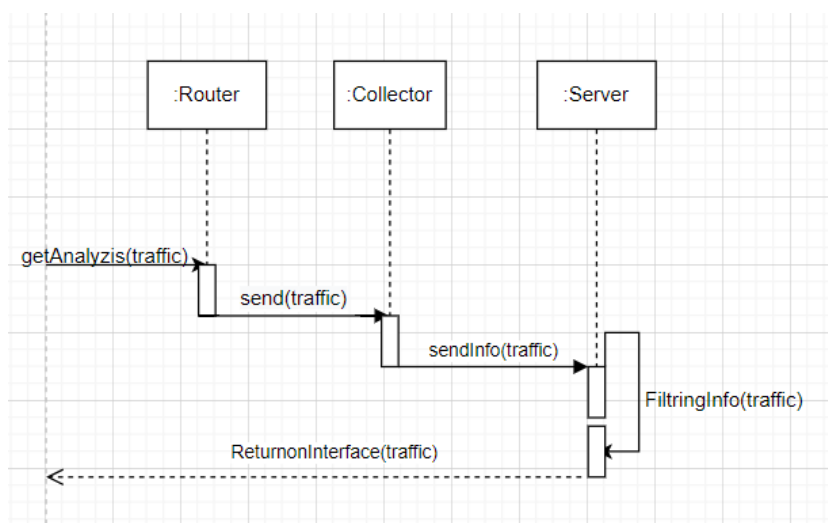 :Router
:Collector
:Server
getAnalyzis(traffic)
send(traffic)
sendInfo(traffic)
FiltringInfo(traffic)
ReturnonInterface(traffic)